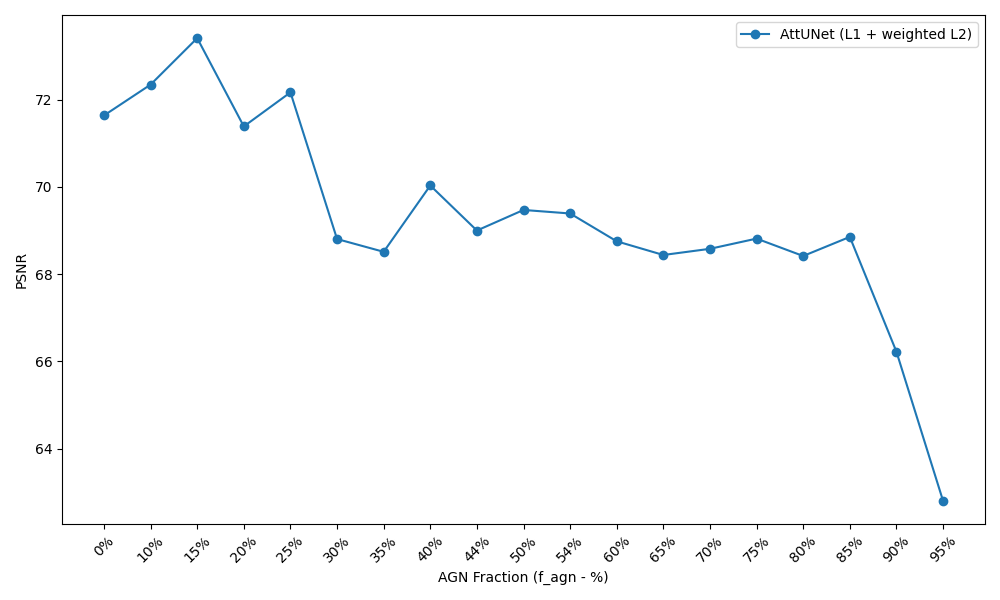 AttUNet (L1 + weighted L2)
PSNR
72
70
68
66
64
0% 10% 15% 20% 25% 30% 35% 40% 44% 50% 54% 60% 65% 70% 75% 80% 85% 90% 95%
AGN Fraction (f_agn - %)